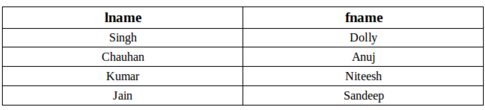 lname fname
Singh Dolly
Chauhan Anuj
Kumar Niteesh
Jain Sandeep